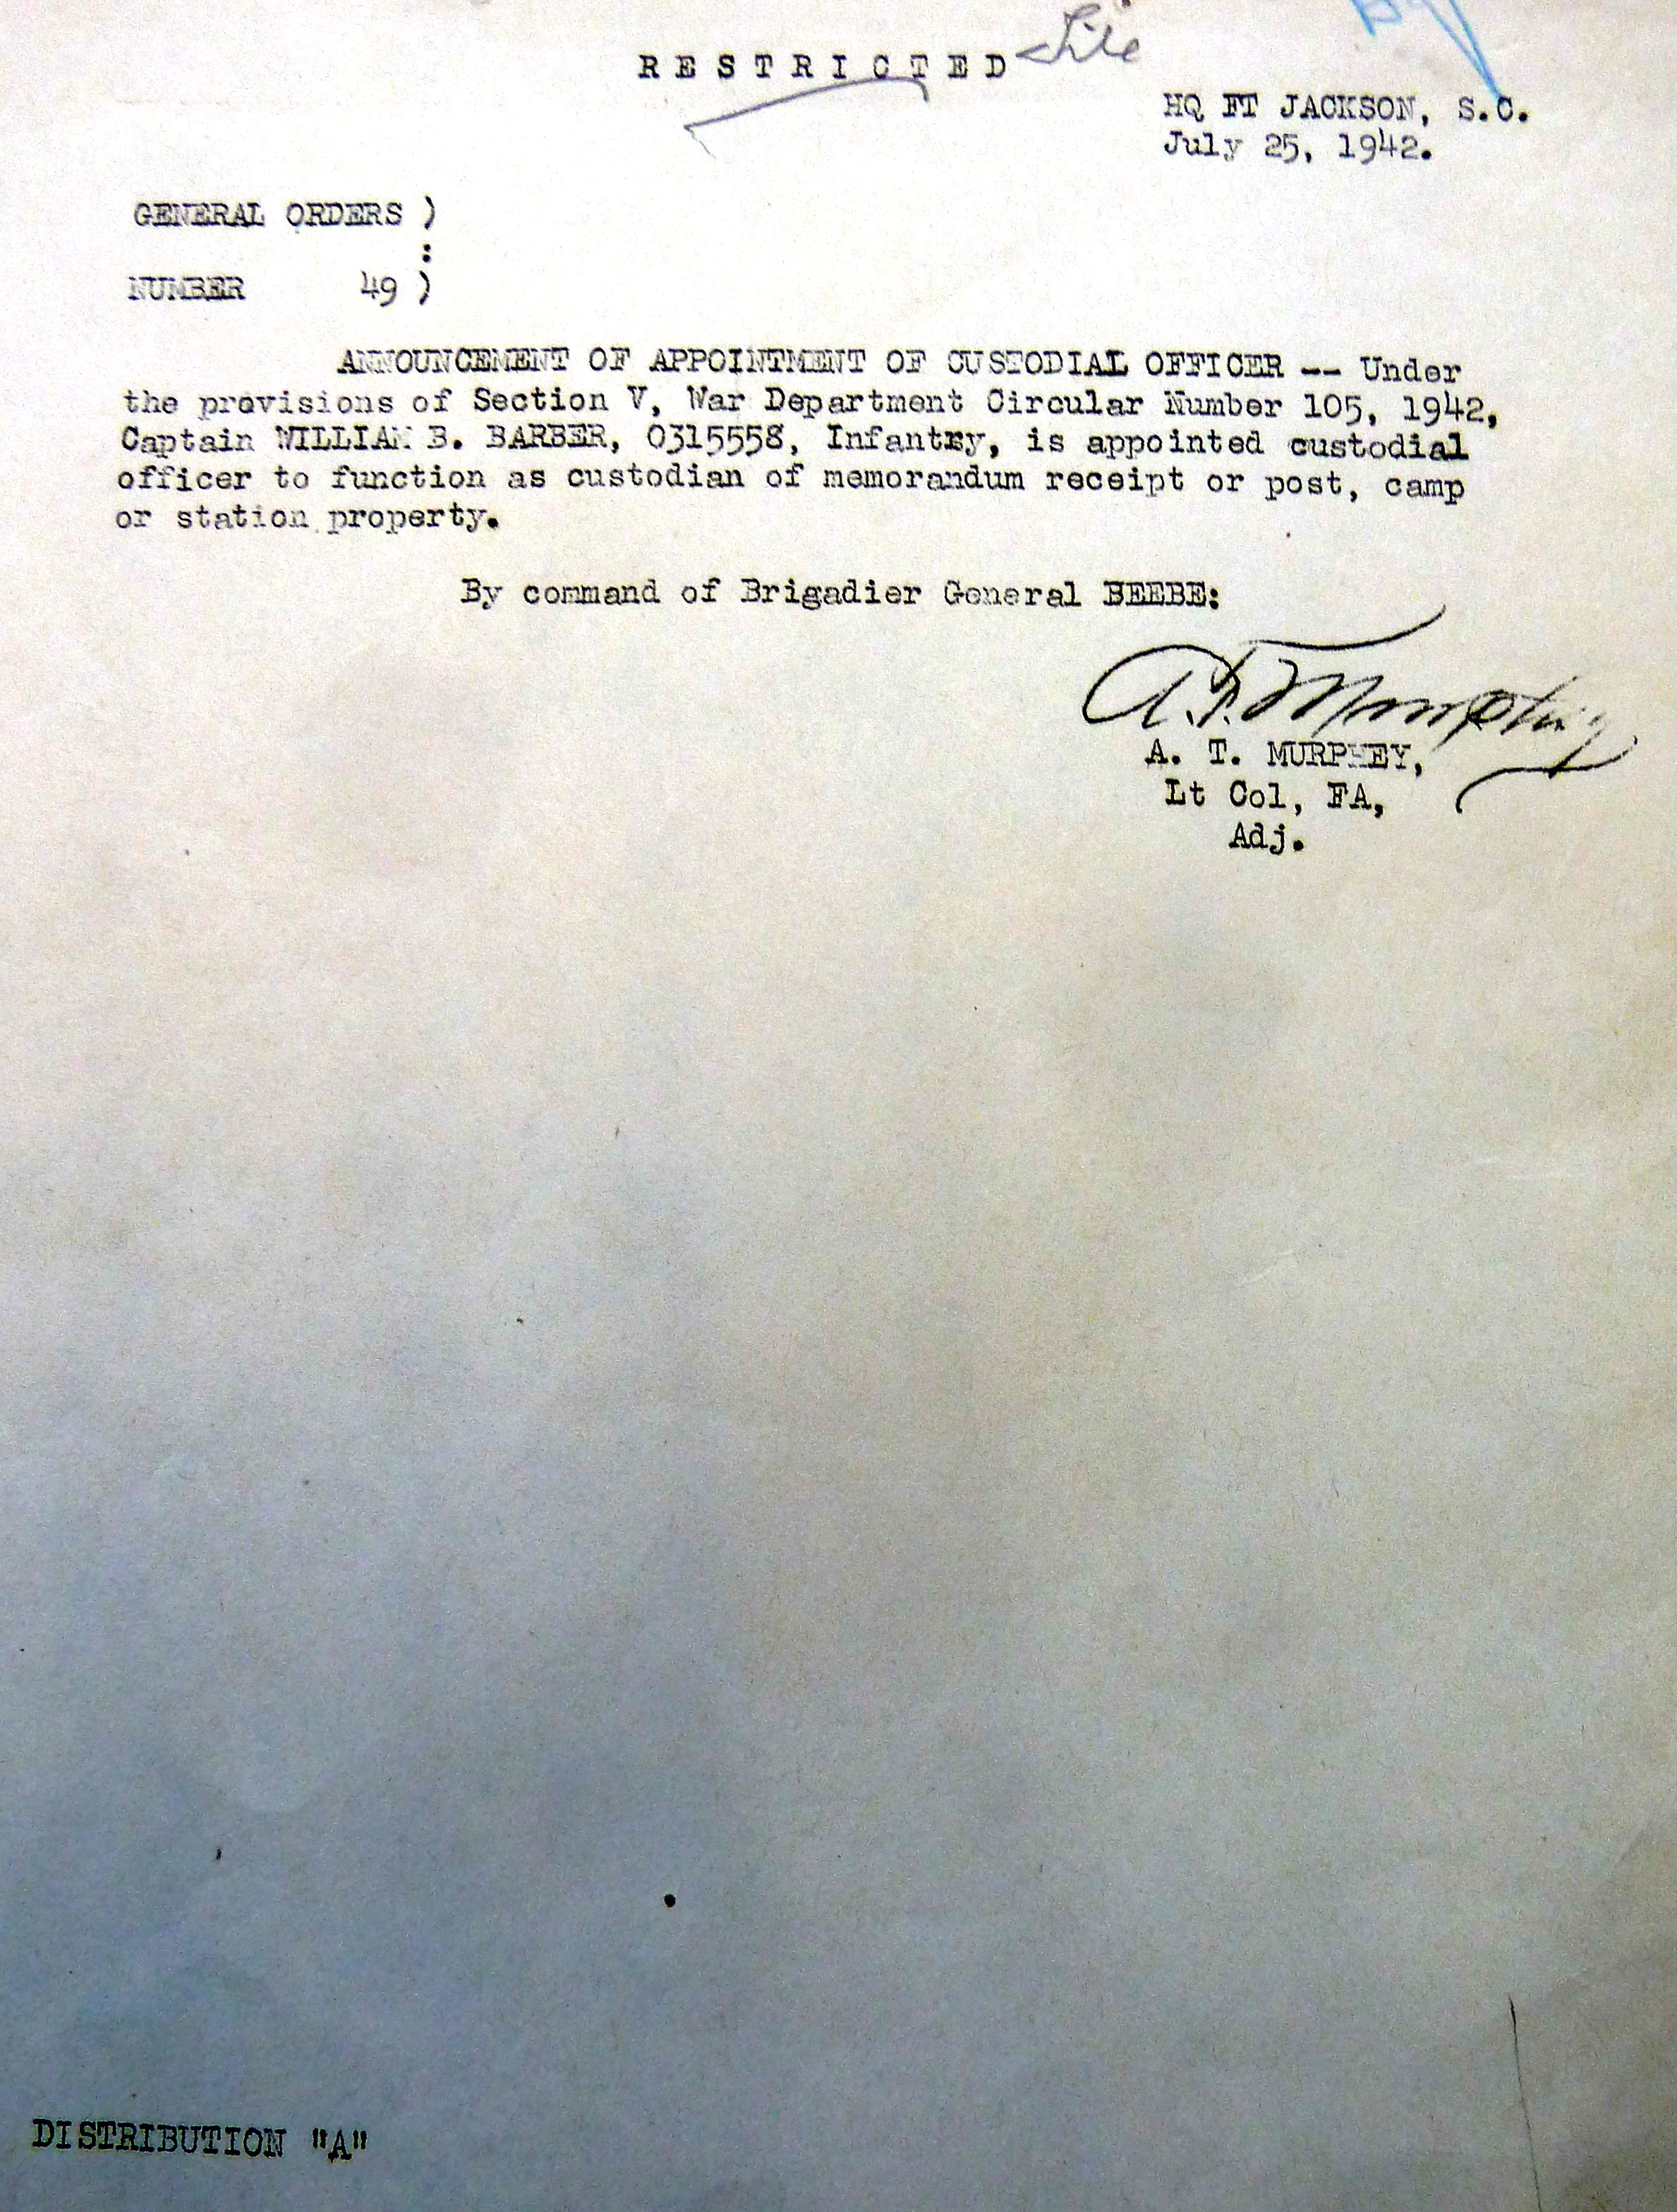 RESTRICTED File
HQ FT JACKSON, S.C.
July 25, 1942.
GENERAL ORDERS )
:
NUMBER 49 )
ANNOUNCEMENT OF APPOINTMENT OF CUSTODIAL OFFICER -- Under
the provisions of Section V, War Department Circular Number 105, 1942,
Captain WILLIAM B. BARBER, 0315558, Infantry, is appointed custodial
officer to function as custodian of memorandum receipt or post, camp
or station property.
By command of Brigadier General BEEBE:
A. T. MURPHEY,
Lt Col, FA,
Adj.
DISTRIBUTION "A"